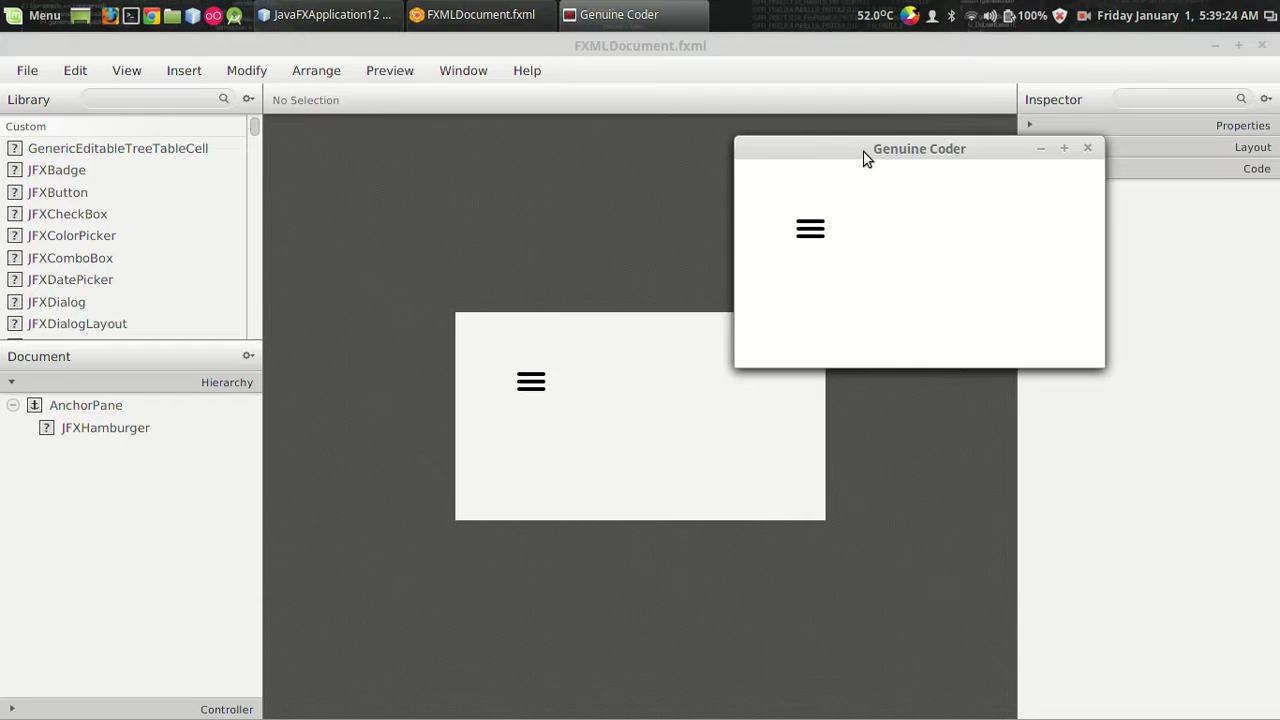 Menu JavaFXApplication12 ... FXMLDocument.fxml Genuine Coder 52.0°C 100% Friday January 1, 5:39:24 AM
FXMLDocument.fxml
File Edit View Insert Modify Arrange Preview Window Help
Library No Selection Inspector
Custom
Properties
GenericEditableTreeTableCell
Genuine Coder
Layout
JFXBadge
Code
JFXButton
JFXCheckBox
JFXColorPicker
JFXComboBox
JFXDatePicker
JFXDialog
JFXDialogLayout
Document
Hierarchy
AnchorPane
JFXHamburger
Controller